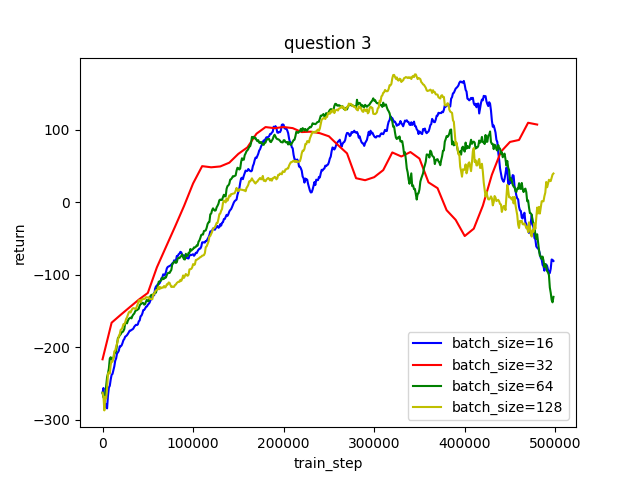 question 3
return
100
0
−100
−200
−300
0 100000 200000 300000 400000 500000
train_step
batch_size=16
batch_size=32
batch_size=64
batch_size=128